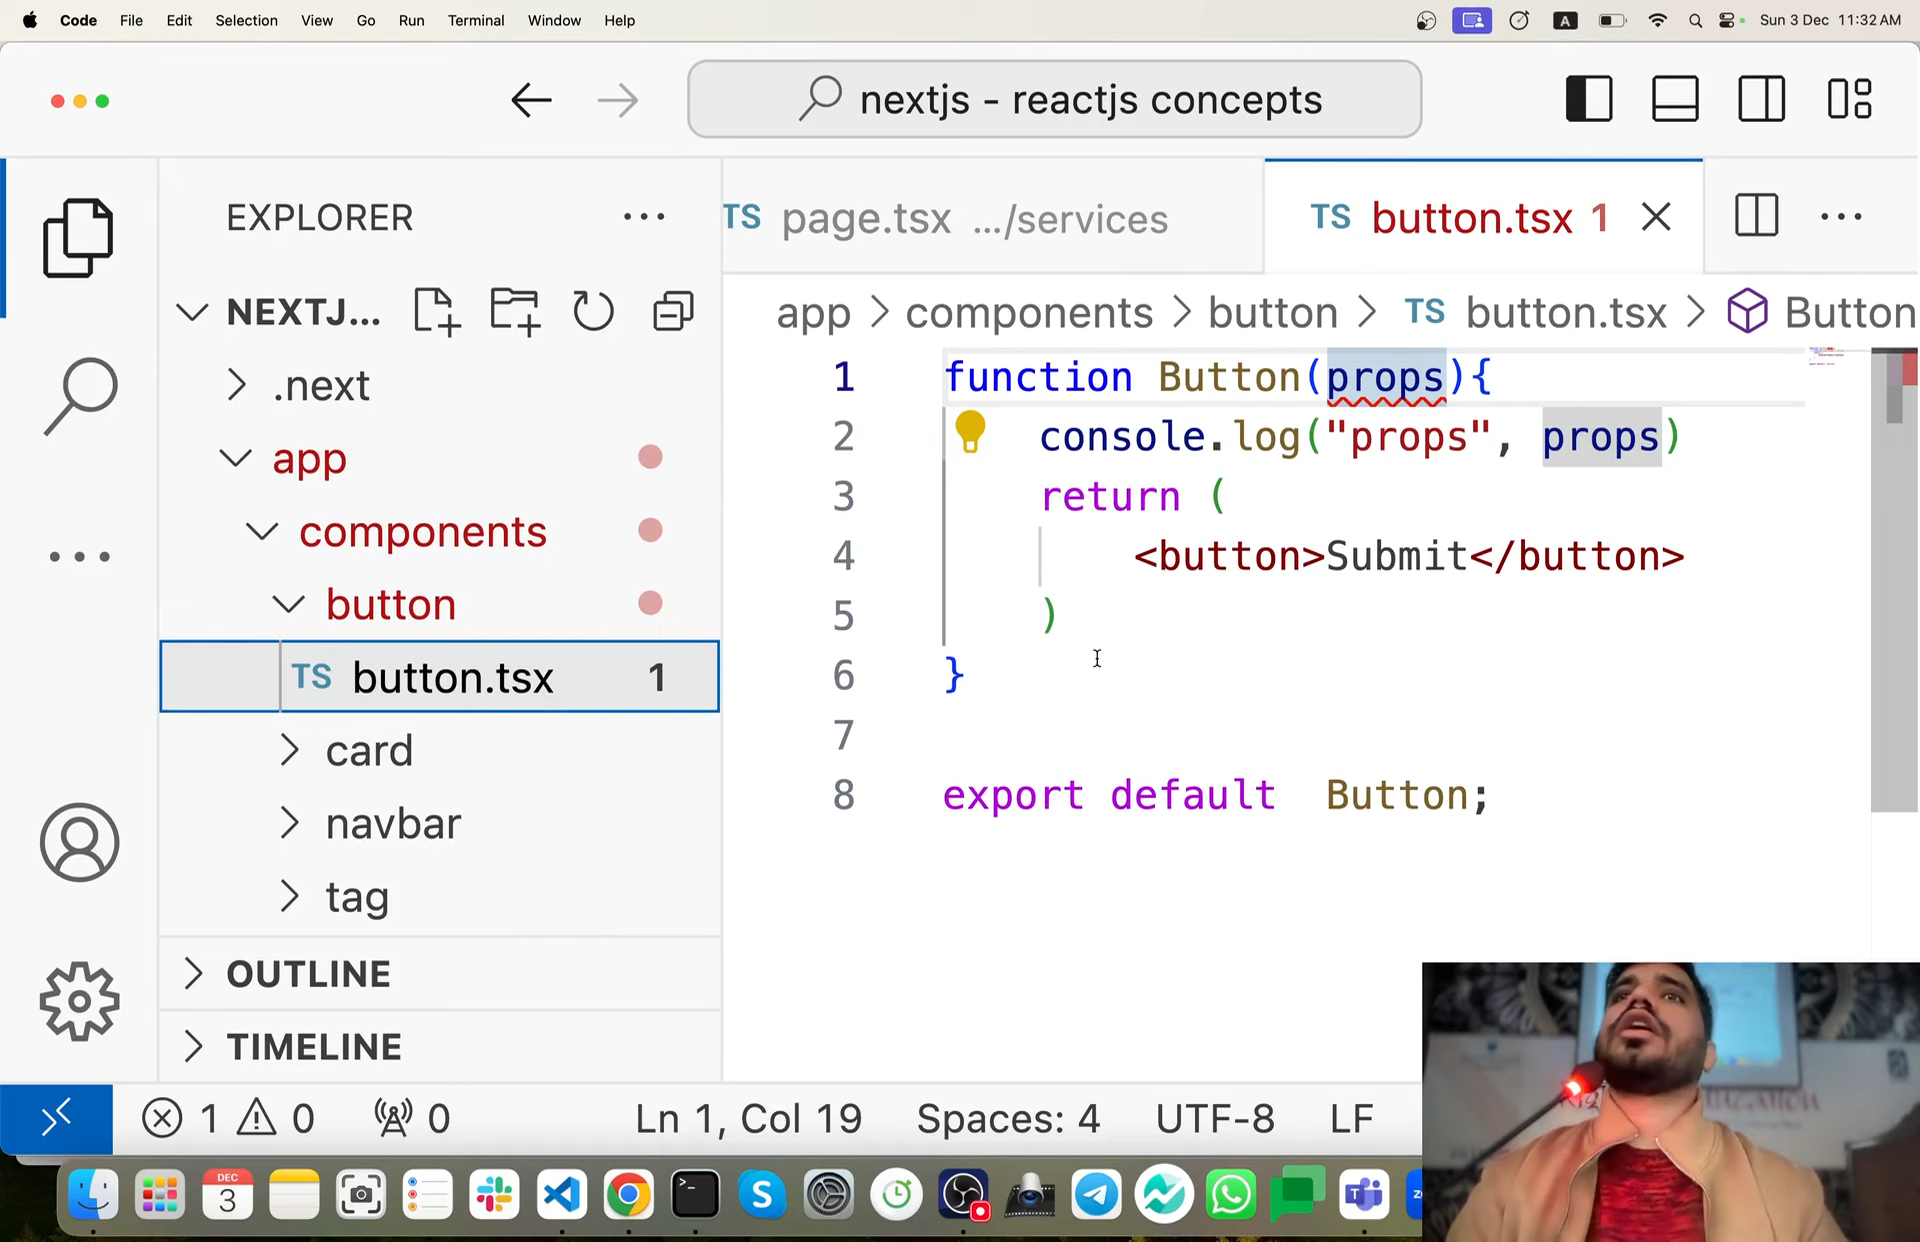 Code File Edit Selection View Go Run Terminal Window Help A Sun 3 Dec 11:32 AM
nextjs - reactjs concepts
EXPLORER
TS page.tsx .../services TS button.tsx 1
NEXTJ...
app > components > button > TS button.tsx > Button
.next
app
components
button
TS button.tsx 1
card
navbar
tag
OUTLINE
TIMELINE
1 function Button(props){
2 console.log("props", props)
3 return (
4 <button>Submit</button>
5 )
6 }
7
8 export default Button;
1 0 0 Ln 1, Col 19 Spaces: 4 UTF-8 LF
DEC
3
S
T